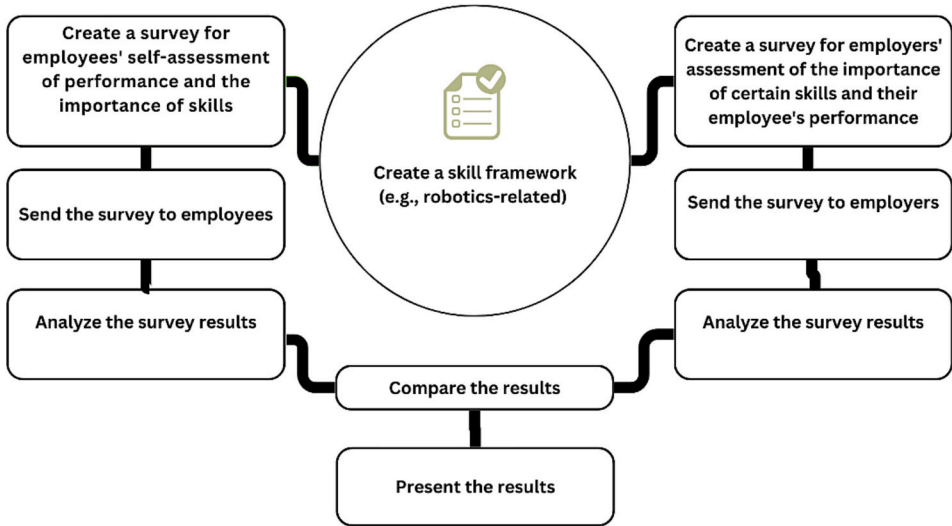 Create a survey for
employees' self-assessment
of performance and the
importance of skills
Send the survey to employees
Analyze the survey results
Create a skill framework
(e.g., robotics-related)
Create a survey for employers'
assessment of the importance
of certain skills and their
employee's performance
Send the survey to employers
Analyze the survey results
Compare the results
Present the results